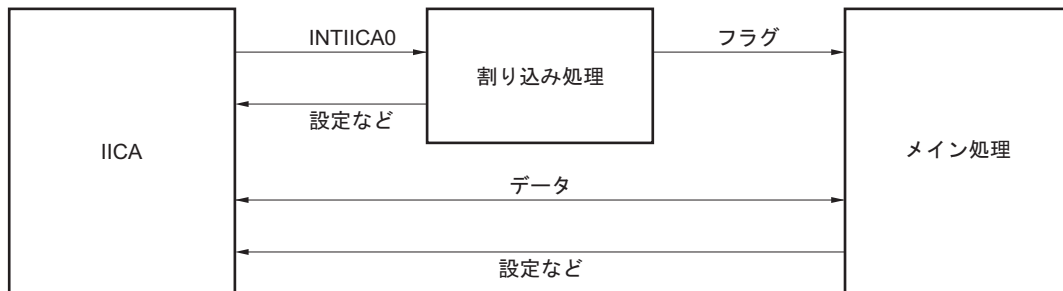 INTIICA0
フラグ
割り込み処理
設定など
IICA
メイン処理
データ
設定など